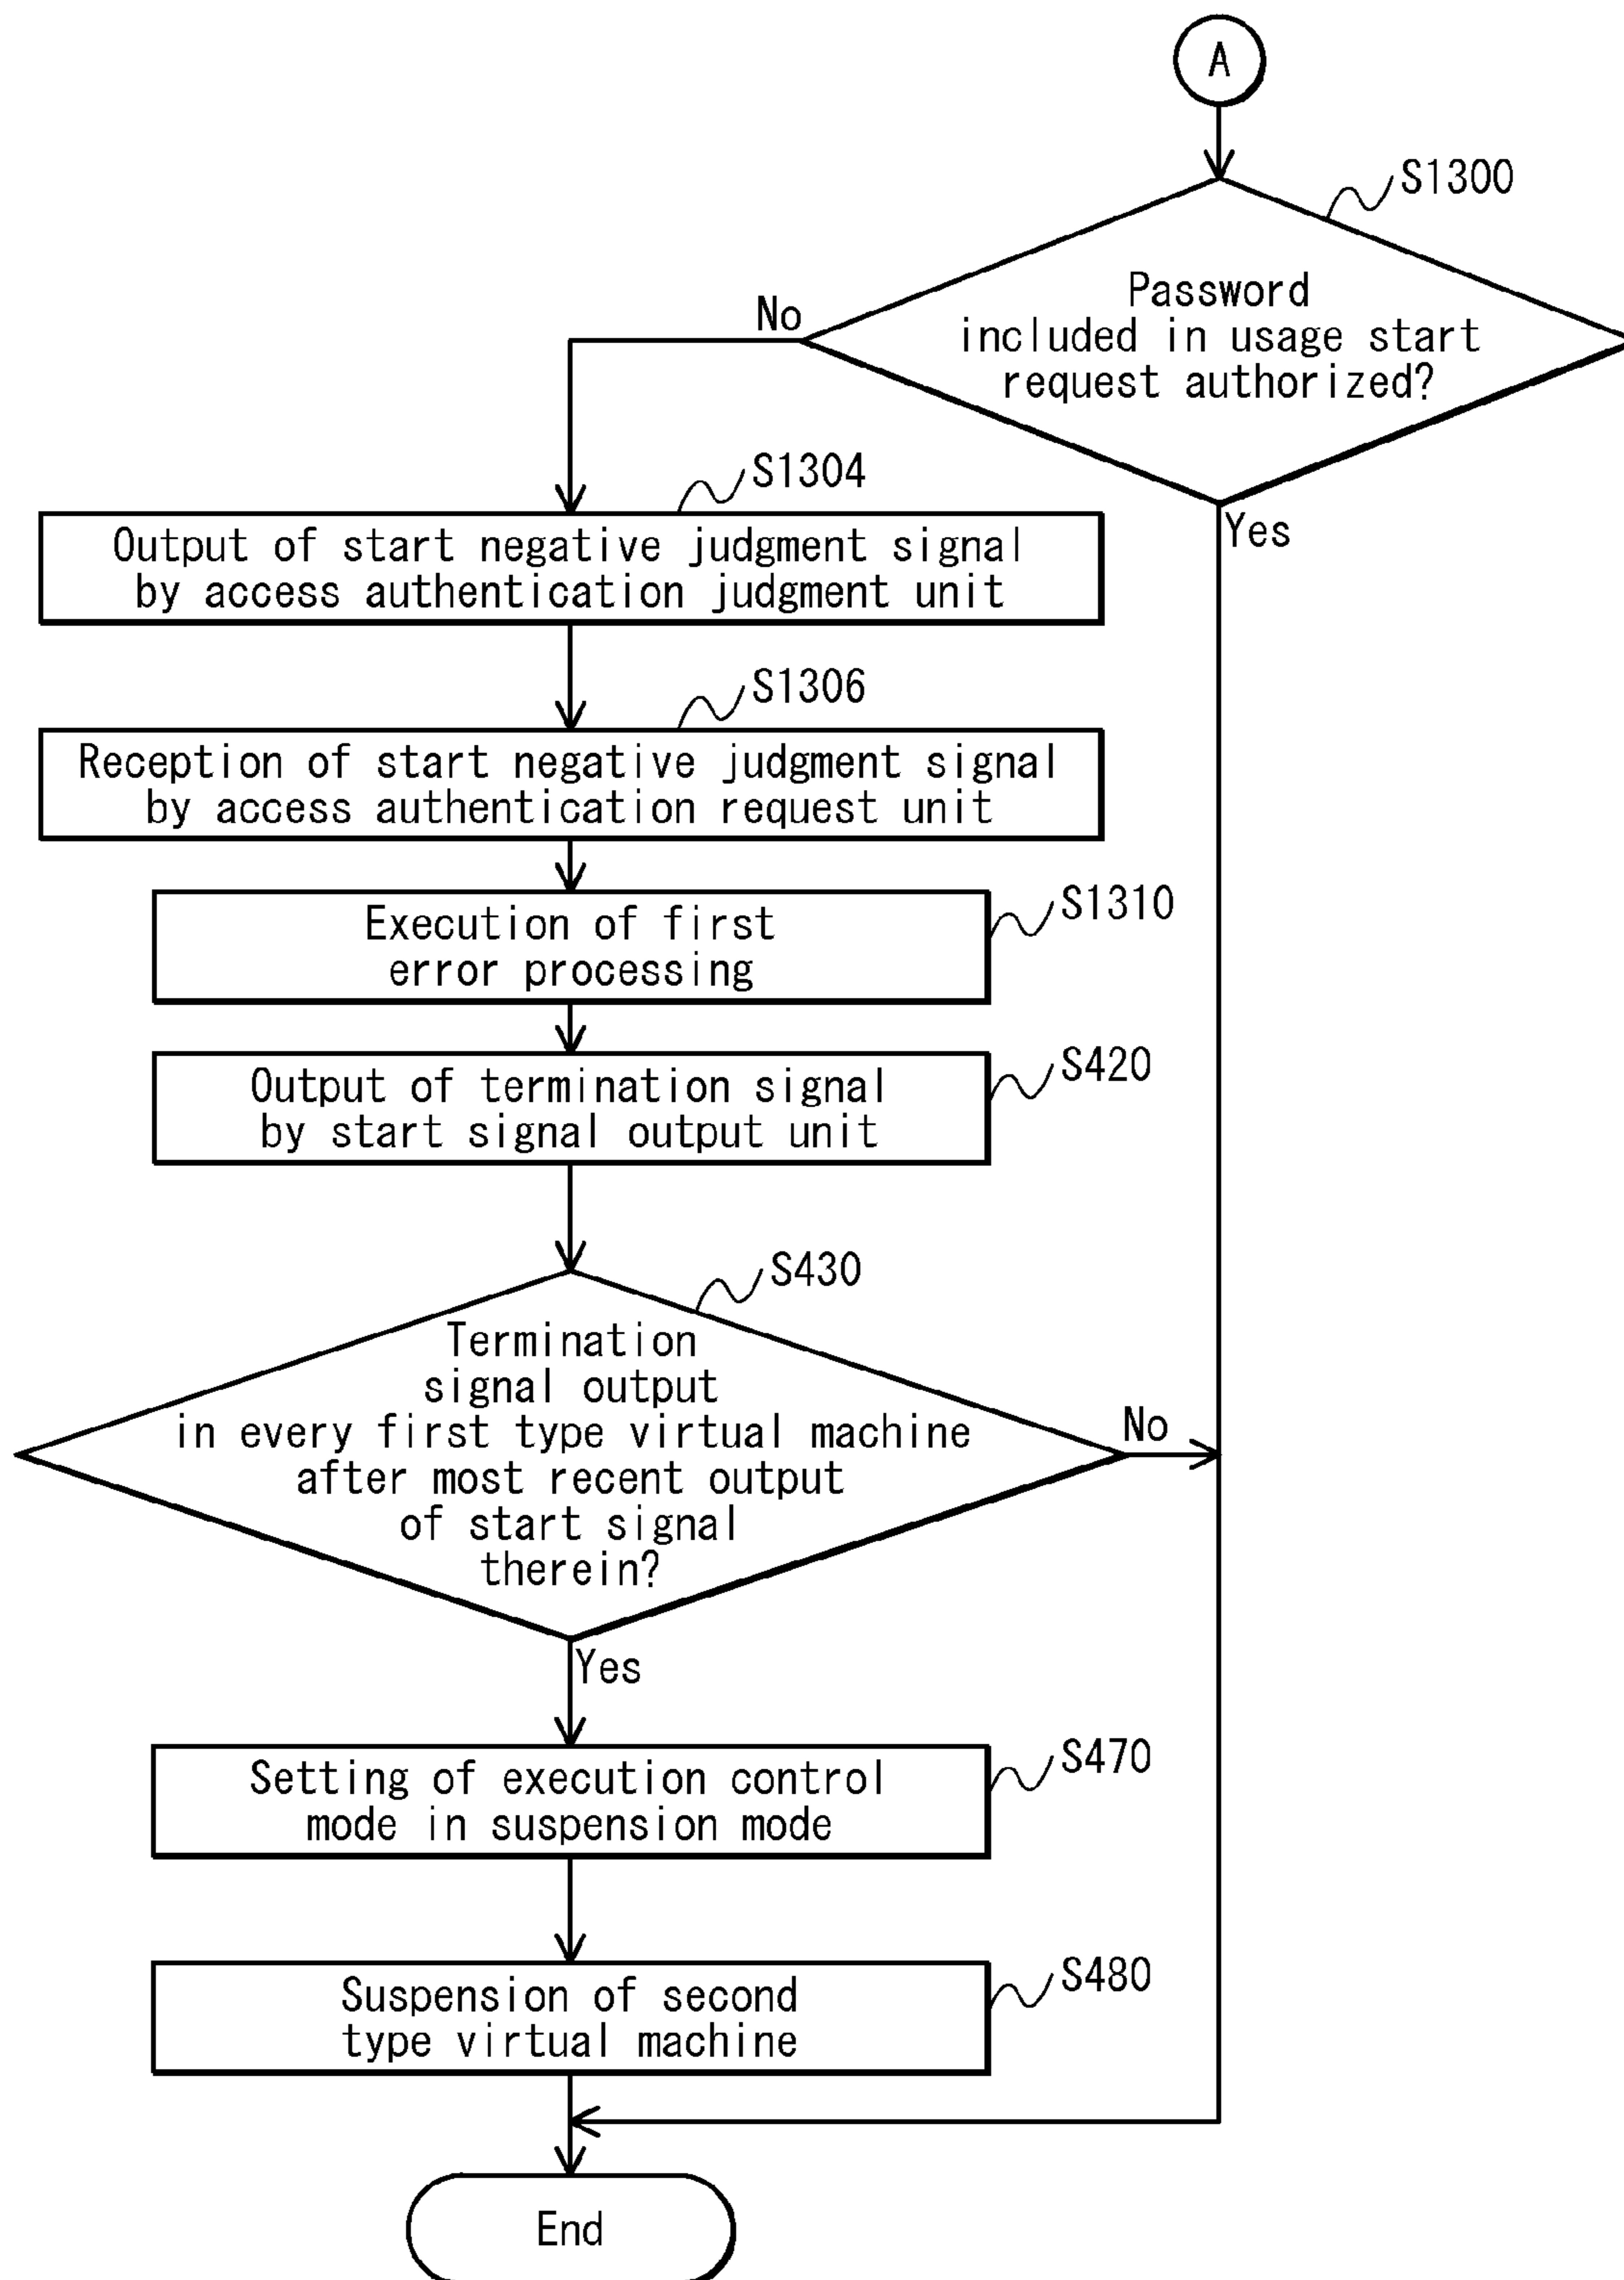 A
S1300
Password
included in usage start
request authorized?
No
Yes
S1304
Output of start negative judgment signal
by access authentication judgment unit
S1306
Reception of start negative judgment signal
by access authentication request unit
S1310
Execution of first
error processing
S420
Output of termination signal
by start signal output unit
S430
Termination
signal output
in every first type virtual machine
after most recent output
of start signal
therein?
No
Yes
S470
Setting of execution control
mode in suspension mode
S480
Suspension of second
type virtual machine
End